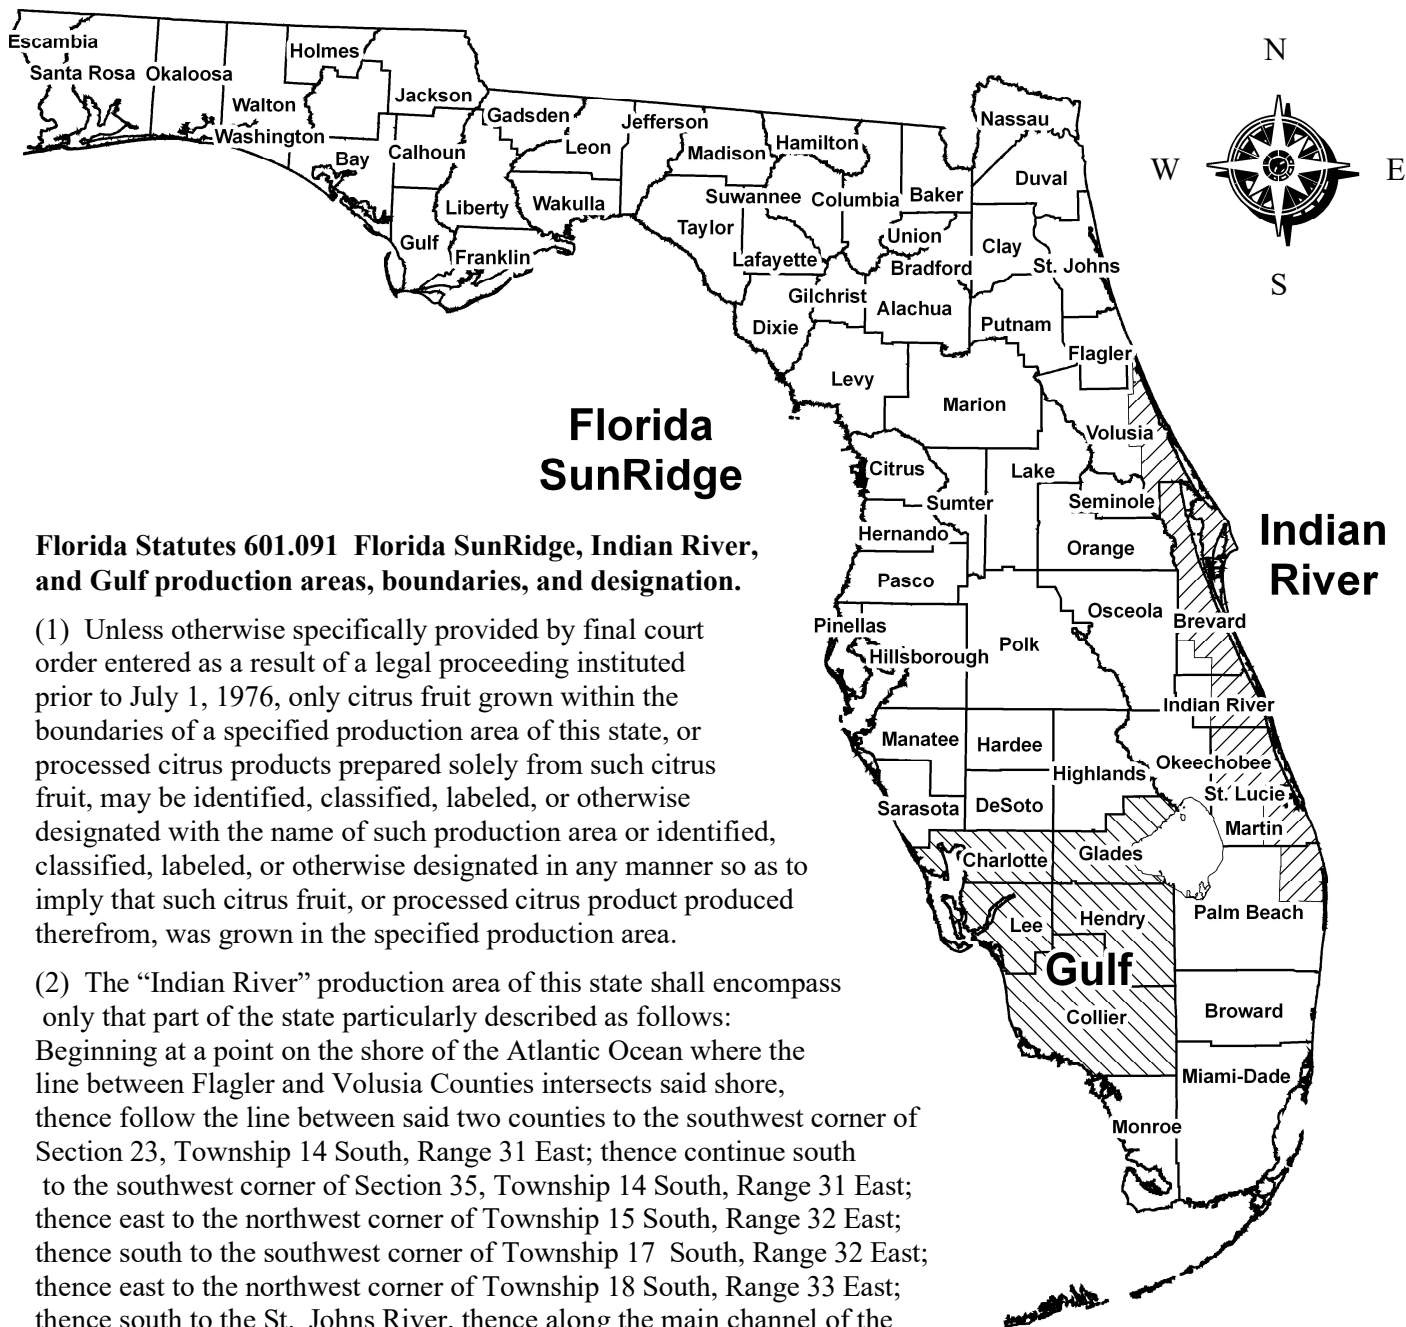 N
W
E
S
Escambia
Santa Rosa
Okaloosa
Holmes
Walton
Washington
Jackson
Bay
Calhoun
Gadsden
Leon
Liberty
Wakulla
Gulf
Franklin
Jefferson
Madison
Hamilton
Suwannee
Columbia
Baker
Nassau
Duval
Taylor
Lafayette
Union
Bradford
Clay
St. Johns
Gilchrist
Alachua
Dixie
Putnam
Flagler
Levy
Marion
Volusia
Citrus
Lake
Sumter
Seminole
Hernando
Orange
Pasco
Osceola
Brevard
Pinellas
Hillsborough
Polk
Indian River
Manatee
Hardee
Okeechobee
Highlands
Sarasota
DeSoto
St. Lucie
Martin
Charlotte
Glades
Lee
Hendry
Palm Beach
Collier
Broward
Miami-Dade
Monroe
Florida
SunRidge
Indian
River
Gulf
Florida Statutes 601.091  Florida SunRidge, Indian River,
and Gulf production areas, boundaries, and designation.
(1)  Unless otherwise specifically provided by final court
order entered as a result of a legal proceeding instituted
prior to July 1, 1976, only citrus fruit grown within the
boundaries of a specified production area of this state, or
processed citrus products prepared solely from such citrus
fruit, may be identified, classified, labeled, or otherwise
designated with the name of such production area or identified,
classified, labeled, or otherwise designated in any manner so as to
imply that such citrus fruit, or processed citrus product produced
therefrom, was grown in the specified production area.
(2)  The “Indian River” production area of this state shall encompass
only that part of the state particularly described as follows:
Beginning at a point on the shore of the Atlantic Ocean where the
line between Flagler and Volusia Counties intersects said shore,
thence follow the line between said two counties to the southwest corner of
Section 23, Township 14 South, Range 31 East; thence continue south
to the southwest corner of Section 35, Township 14 South, Range 31 East;
thence east to the northwest corner of Township 15 South, Range 32 East;
thence south to the southwest corner of Township 17  South, Range 32 East;
thence east to the northwest corner of Township 18 South, Range 33 East;
thence south to the St.  Johns River, thence along the main channel of the